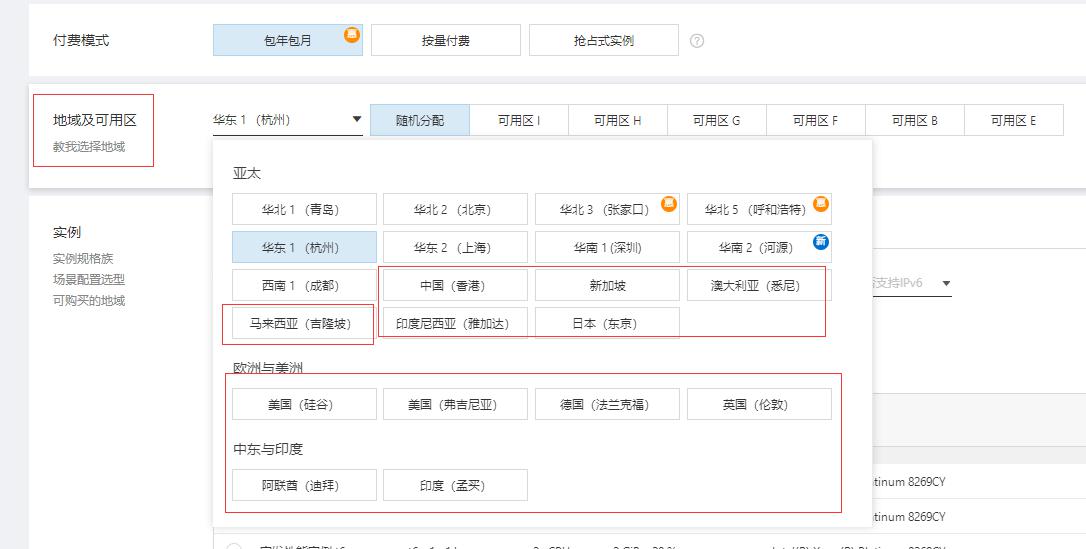 付费模式
包年包月 惠 按量付费 抢占式实例 ?
地域及可用区
教我选择地域
华东 1 （杭州） 随机分配 可用区 I 可用区 H 可用区 G 可用区 F 可用区 B 可用区 E
亚太
华北 1 （青岛） 华北 2 （北京） 华北 3 （张家口） 惠 华北 5 （呼和浩特） 惠
华东 1 （杭州） 华东 2 （上海） 华南 1 (深圳） 华南 2 （河源） 新
西南 1 （成都） 中国（香港） 新加坡 澳大利亚（悉尼）
马来西亚（吉隆坡） 印度尼西亚（雅加达） 日本（东京）
欧洲与美洲
美国（硅谷） 美国（弗吉尼亚） 德国（法兰克福） 英国（伦敦）
中东与印度
阿联酋（迪拜） 印度（孟买）
实例
实例规格族
场景配置选型
可购买的地域
支持IPv6
tinum 8269CY
tinum 8269CY